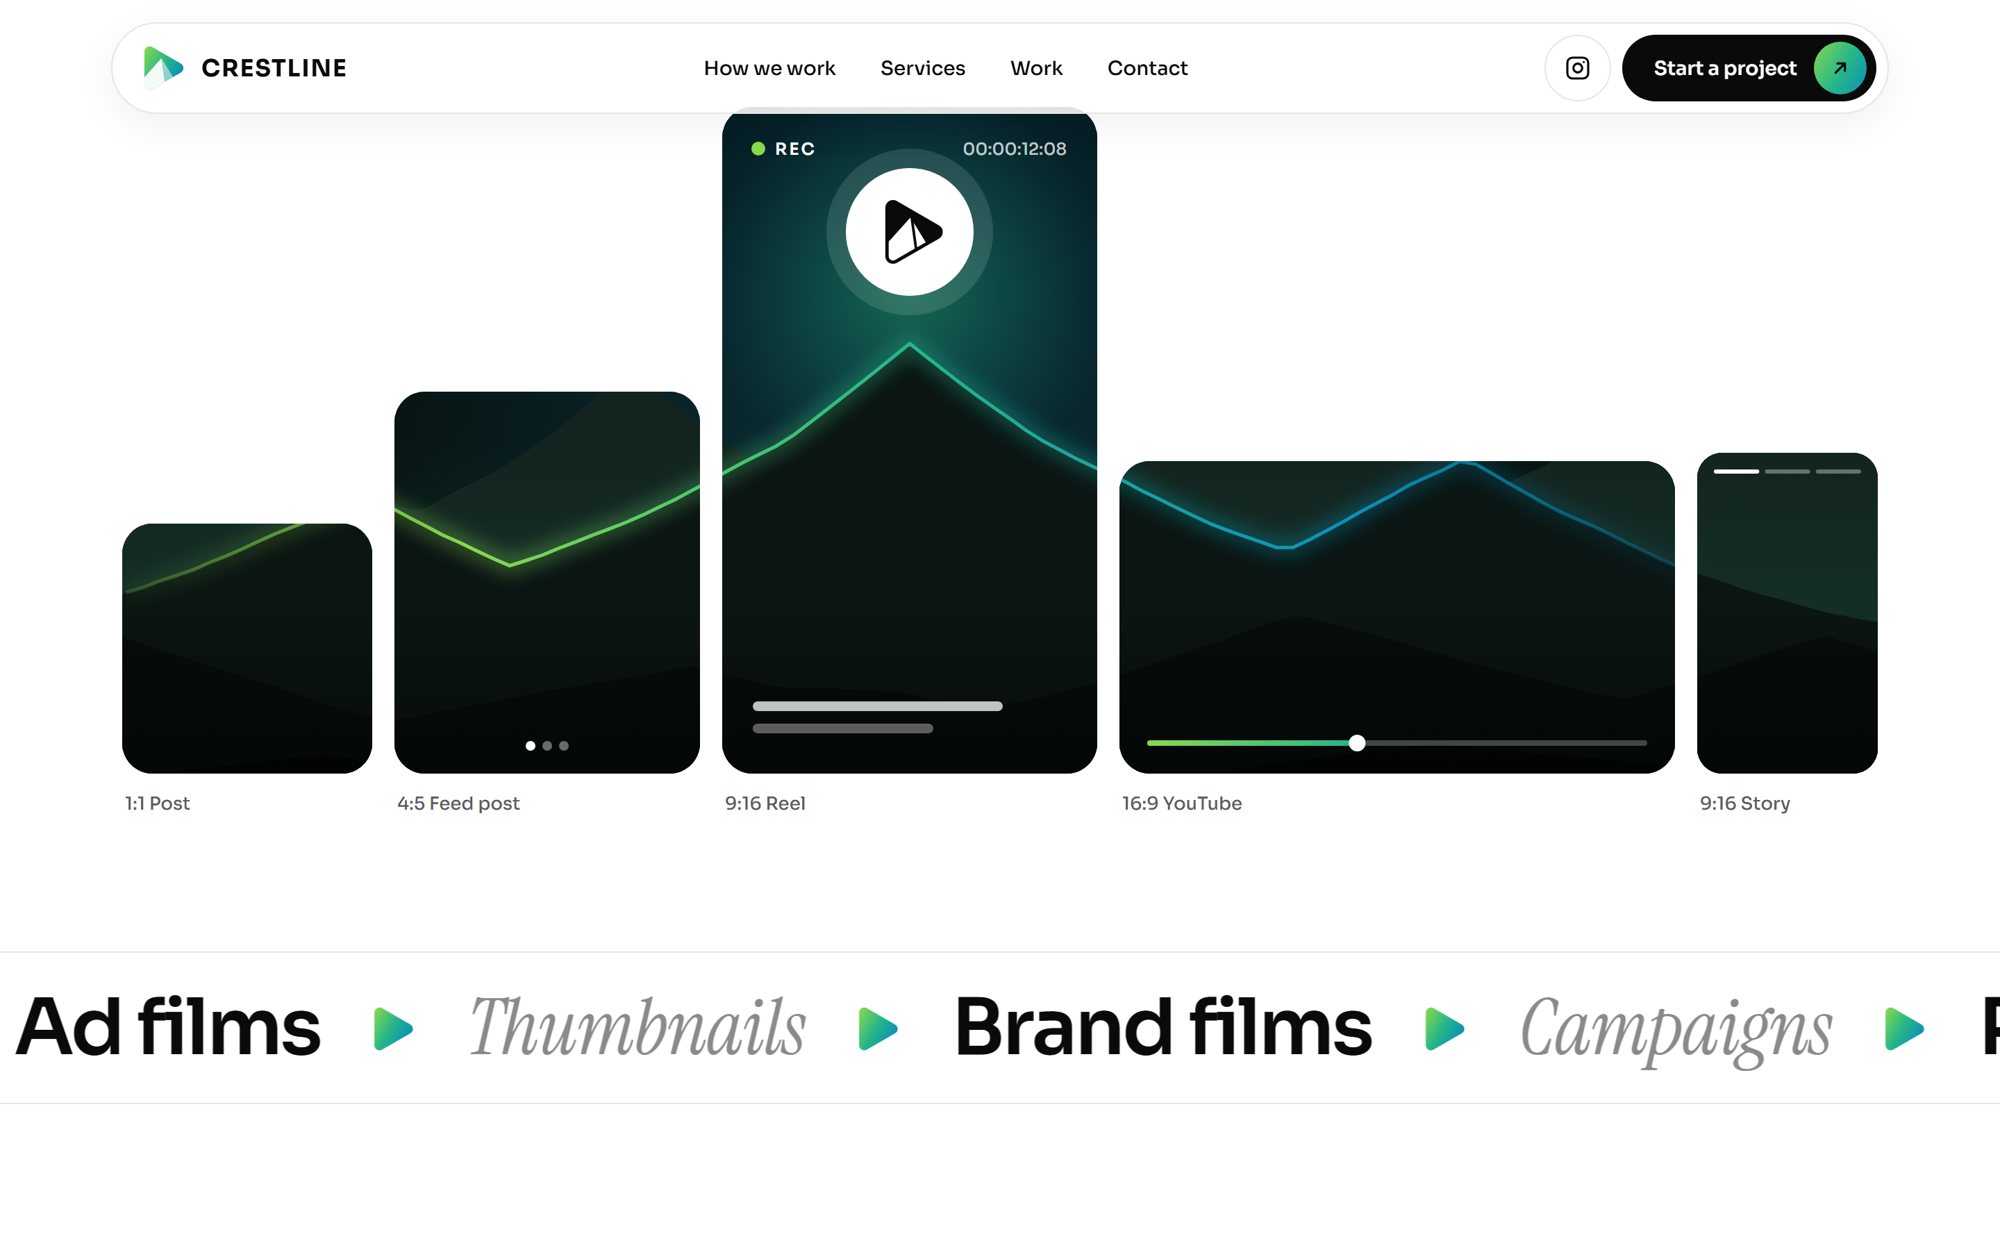 CRESTLINE
How we work
Services
Work
Contact
Start a project
REC
00:00:12:08
1:1 Post
4:5 Feed post
9:16 Reel
16:9 YouTube
9:16 Story
Ad films
Thumbnails
Brand films
Campaigns